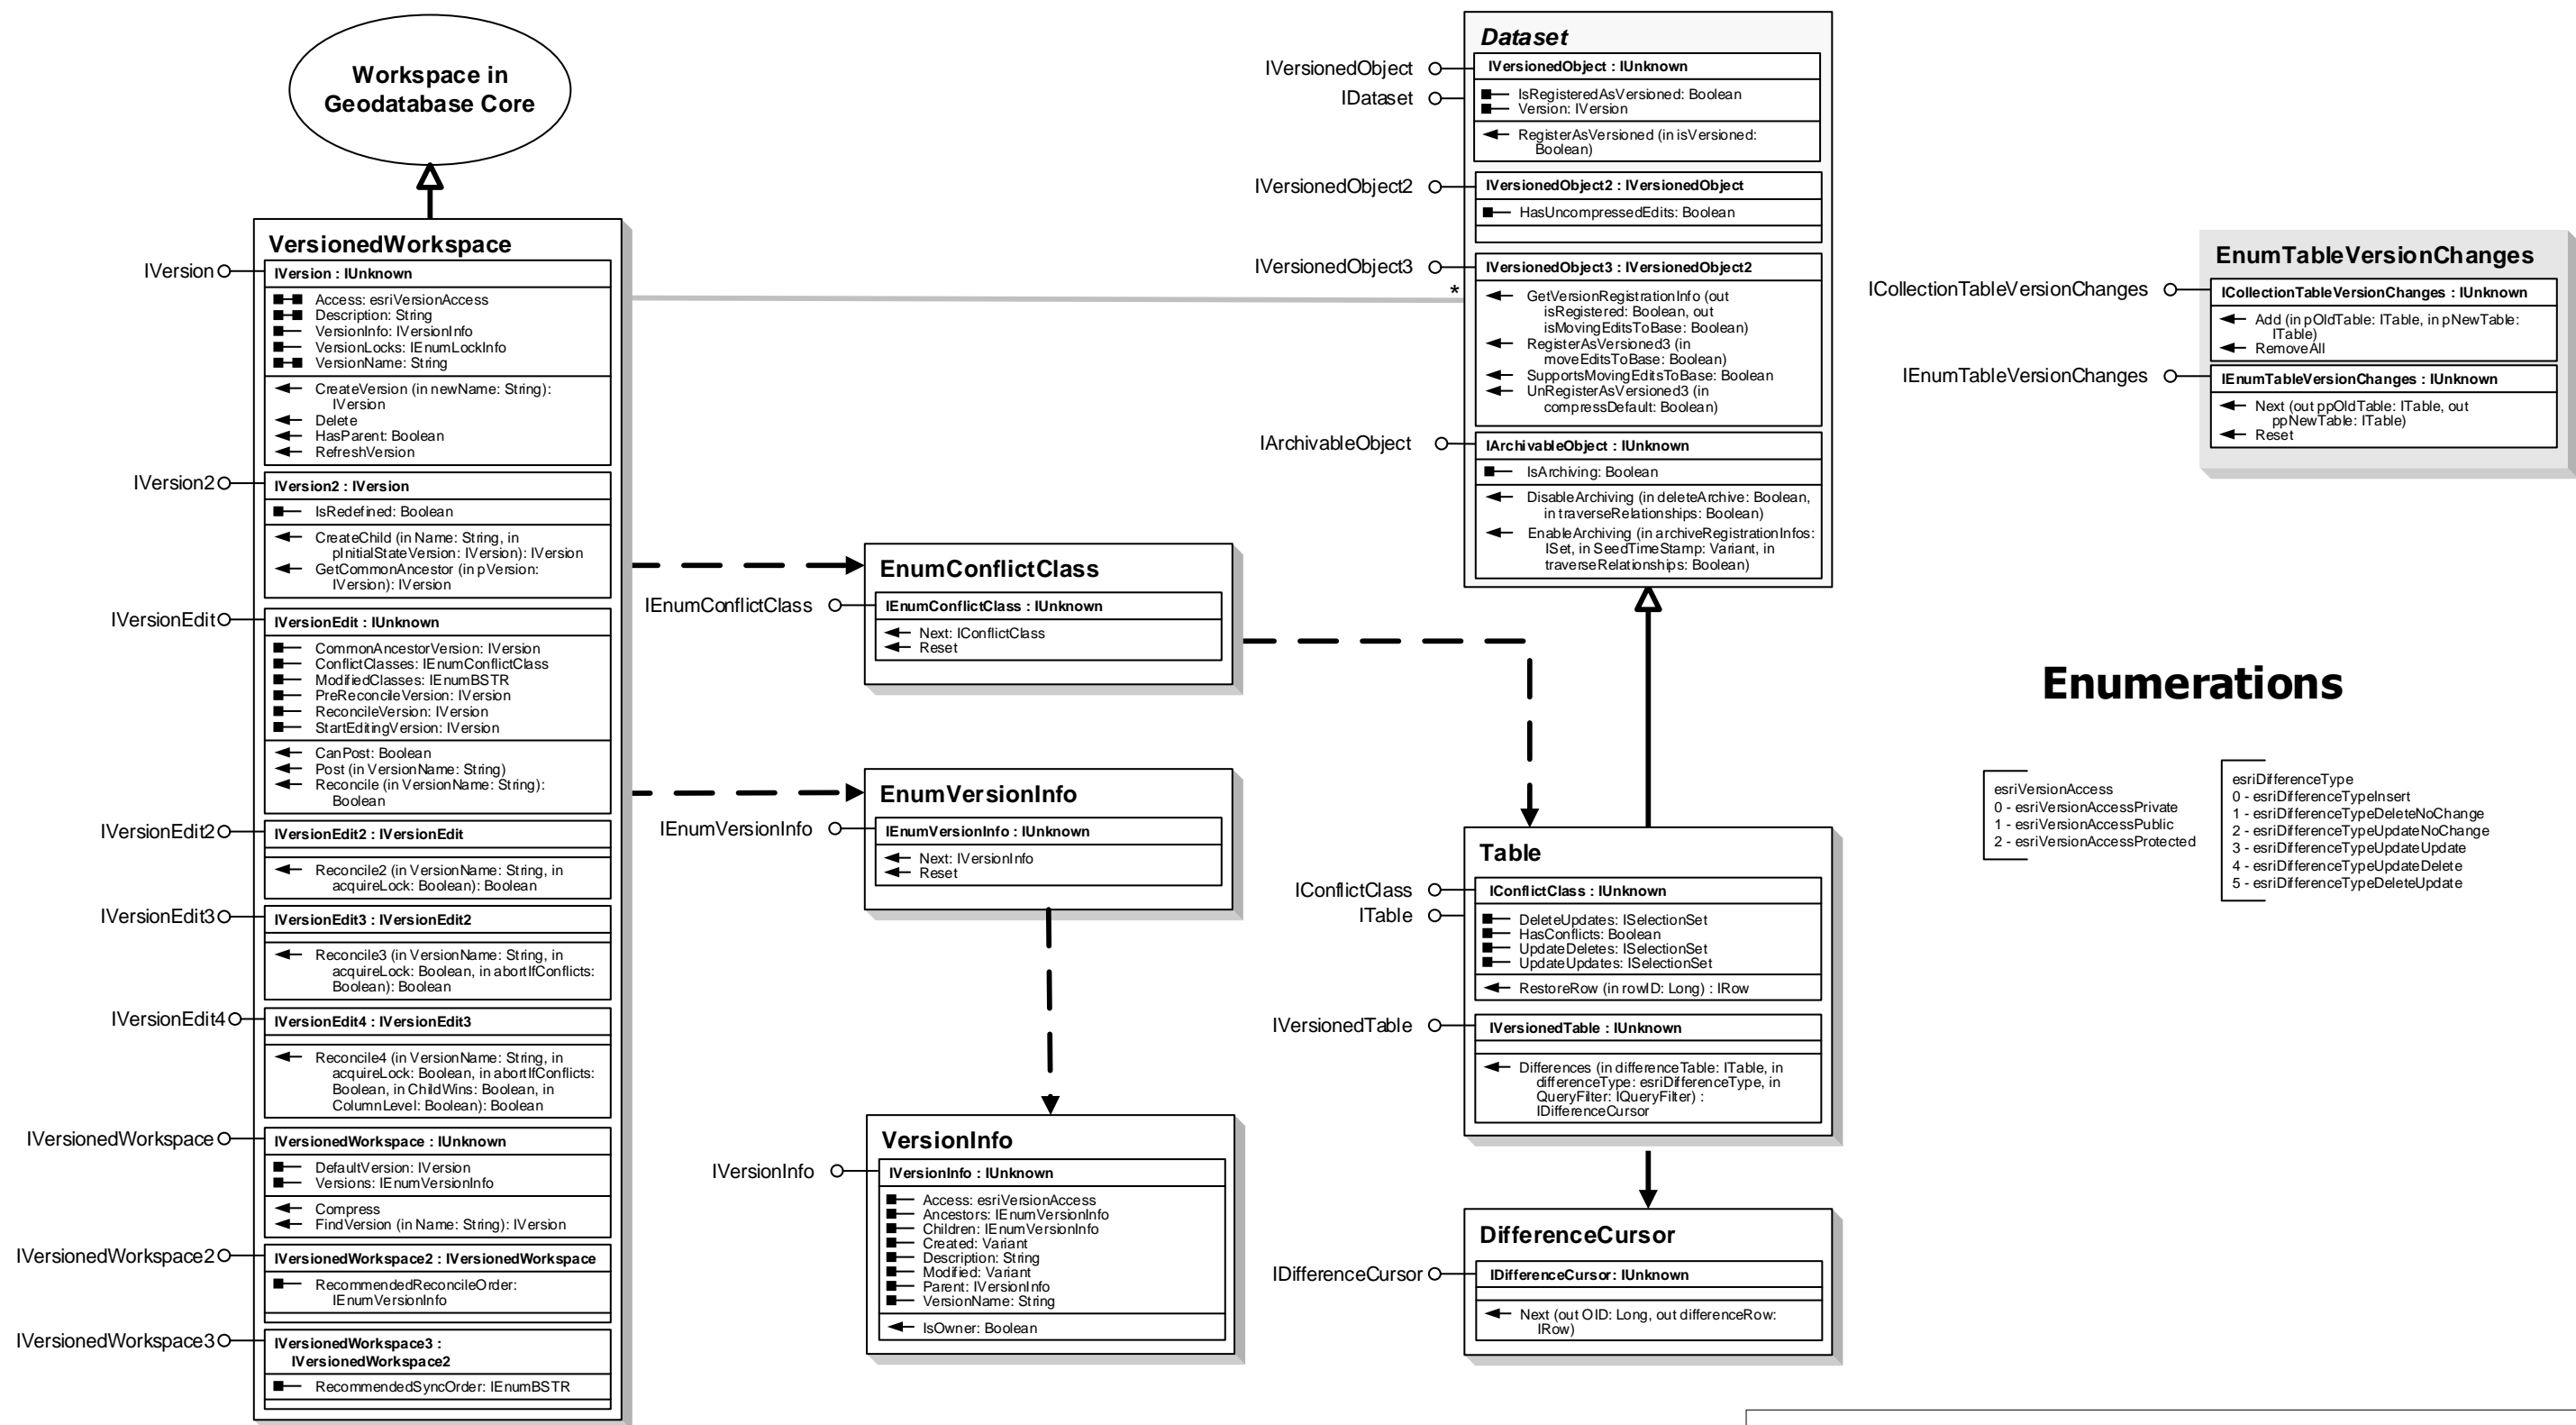 Workspace in
Geodatabase Core
VersionedWorkspace
IVersion
IVersion : IUnknown
Access: esriVersionAccess
Description: String
VersionInfo: IVersionInfo
VersionLocks: IEnumLockInfo
VersionName: String
CreateVersion (in newName: String):
IVersion
Delete
HasParent: Boolean
RefreshVersion
IVersion2
IVersion2 : IVersion
IsRedefined: Boolean
CreateChild (in Name: String, in
pInitialStateVersion: IVersion): IVersion
GetCommonAncestor (in pVersion:
IVersion): IVersion
IVersionEdit
IVersionEdit : IUnknown
CommonAncestorVersion: IVersion
ConflictClasses: IEnumConflictClass
ModifiedClasses: IEnumBSTR
PreReconcileVersion: IVersion
ReconcileVersion: IVersion
StartEditingVersion: IVersion
CanPost: Boolean
Post (in VersionName: String)
Reconcile (in VersionName: String):
Boolean
IVersionEdit2
IVersionEdit2 : IVersionEdit
Reconcile2 (in VersionName: String, in
acquireLock: Boolean): Boolean
IVersionEdit3
IVersionEdit3 : IVersionEdit2
Reconcile3 (in VersionName: String, in
acquireLock: Boolean, in abortIfConflicts:
Boolean): Boolean
IVersionEdit4
IVersionEdit4 : IVersionEdit3
Reconcile4 (in VersionName: String, in
acquireLock: Boolean, in abortIfConflicts:
Boolean, in ChildWins: Boolean, in
ColumnLevel: Boolean): Boolean
IVersionedWorkspace
IVersionedWorkspace : IUnknown
DefaultVersion: IVersion
Versions: IEnumVersionInfo
Compress
FindVersion (in Name: String): IVersion
IVersionedWorkspace2
IVersionedWorkspace2 : IVersionedWorkspace
RecommendedReconcileOrder:
IEnumVersionInfo
IVersionedWorkspace3
IVersionedWorkspace3 :
IVersionedWorkspace2
RecommendedSyncOrder: IEnumBSTR
EnumConflictClass
IEnumConflictClass
IEnumConflictClass : IUnknown
Next: IConflictClass
Reset
EnumVersionInfo
IEnumVersionInfo
IEnumVersionInfo : IUnknown
Next: IVersionInfo
Reset
VersionInfo
IVersionInfo
IVersionInfo : IUnknown
Access: esriVersionAccess
Ancestors: IEnumVersionInfo
Children: IEnumVersionInfo
Created: Variant
Description: String
Modified: Variant
Parent: IVersionInfo
VersionName: String
IsOwner: Boolean
*
Dataset
IVersionedObject
IDataset
IVersionedObject : IUnknown
IsRegisteredAsVersioned: Boolean
Version: IVersion
RegisterAsVersioned (in isVersioned:
Boolean)
IVersionedObject2
IVersionedObject2 : IVersionedObject
HasUncompressedEdits: Boolean
IVersionedObject3
IVersionedObject3 : IVersionedObject2
GetVersionRegistrationInfo (out
isRegistered: Boolean, out
isMovingEditsToBase: Boolean)
RegisterAsVersioned3 (in
moveEditsToBase: Boolean)
SupportsMovingEditsToBase: Boolean
UnRegisterAsVersioned3 (in
compressDefault: Boolean)
IArchivableObject
IArchivableObject : IUnknown
IsArchiving: Boolean
DisableArchiving (in deleteArchive: Boolean,
in traverseRelationships: Boolean)
EnableArchiving (in archiveRegistrationInfos:
ISet, in SeedTimeStamp: Variant, in
traverseRelationships: Boolean)
Table
IConflictClass
ITable
IConflictClass : IUnknown
DeleteUpdates: ISelectionSet
HasConflicts: Boolean
UpdateDeletes: ISelectionSet
UpdateUpdates: ISelectionSet
RestoreRow (in rowID: Long) : IRow
IVersionedTable
IVersionedTable : IUnknown
Differences (in differenceTable: ITable, in
differenceType: esriDifferenceType, in
QueryFilter: IQueryFilter) :
IDifferenceCursor
DifferenceCursor
IDifferenceCursor
IDifferenceCursor: IUnknown
Next (out OID: Long, out differenceRow:
IRow)
EnumTableVersionChanges
ICollectionTableVersionChanges
ICollectionTableVersionChanges : IUnknown
Add (in pOldTable: ITable, in pNewTable:
ITable)
RemoveAll
IEnumTableVersionChanges
IEnumTableVersionChanges : IUnknown
Next (out ppOldTable: ITable, out
ppNewTable: ITable)
Reset
Enumerations
esriVersionAccess
0 - esriVersionAccessPrivate
1 - esriVersionAccessPublic
2 - esriVersionAccessProtected
esriDifferenceType
0 - esriDifferenceTypeInsert
1 - esriDifferenceTypeDeleteNoChange
2 - esriDifferenceTypeUpdateNoChange
3 - esriDifferenceTypeUpdateUpdate
4 - esriDifferenceTypeUpdateDelete
5 - esriDifferenceTypeDeleteUpdate